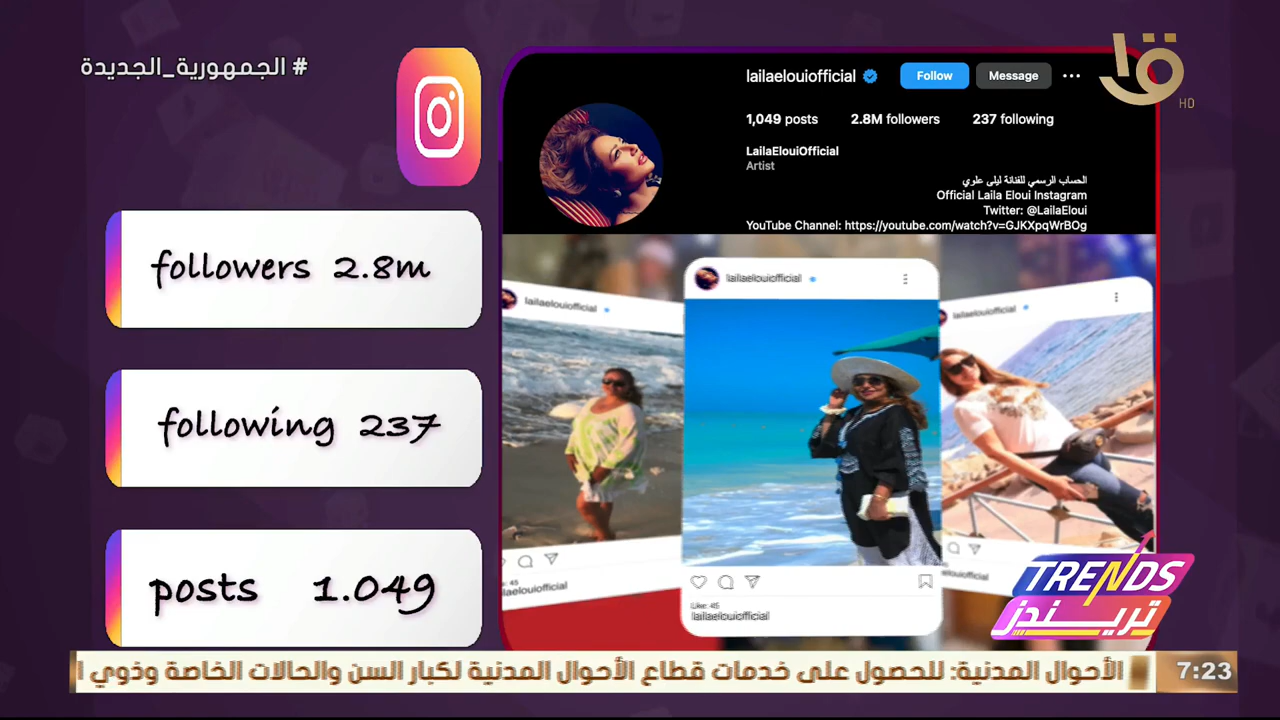 # الجمهورية_الجديدة
HD
lailaelouiofficial Follow Message
1,049 posts 2.8M followers 237 following
LailaElouiOfficial
Artist
الحساب الرسمي للفنانة ليلى علوي
Official Laila Eloui Instagram
Twitter: @LailaEloui
YouTube Channel: https://youtube.com/watch?v=GJKXpqWrBOg
followers 2.8m
following 237
posts 1.049
lailaelouiofficial
lailaelouiofficial
lailaelouiofficial
Like: 45
lailaelouiofficial
TRENDS
تريندز
الأحوال المدنية: للحصول على خدمات قطاع الأحوال المدنية لكبار السن والحالات الخاصة وذوي ا
7:23